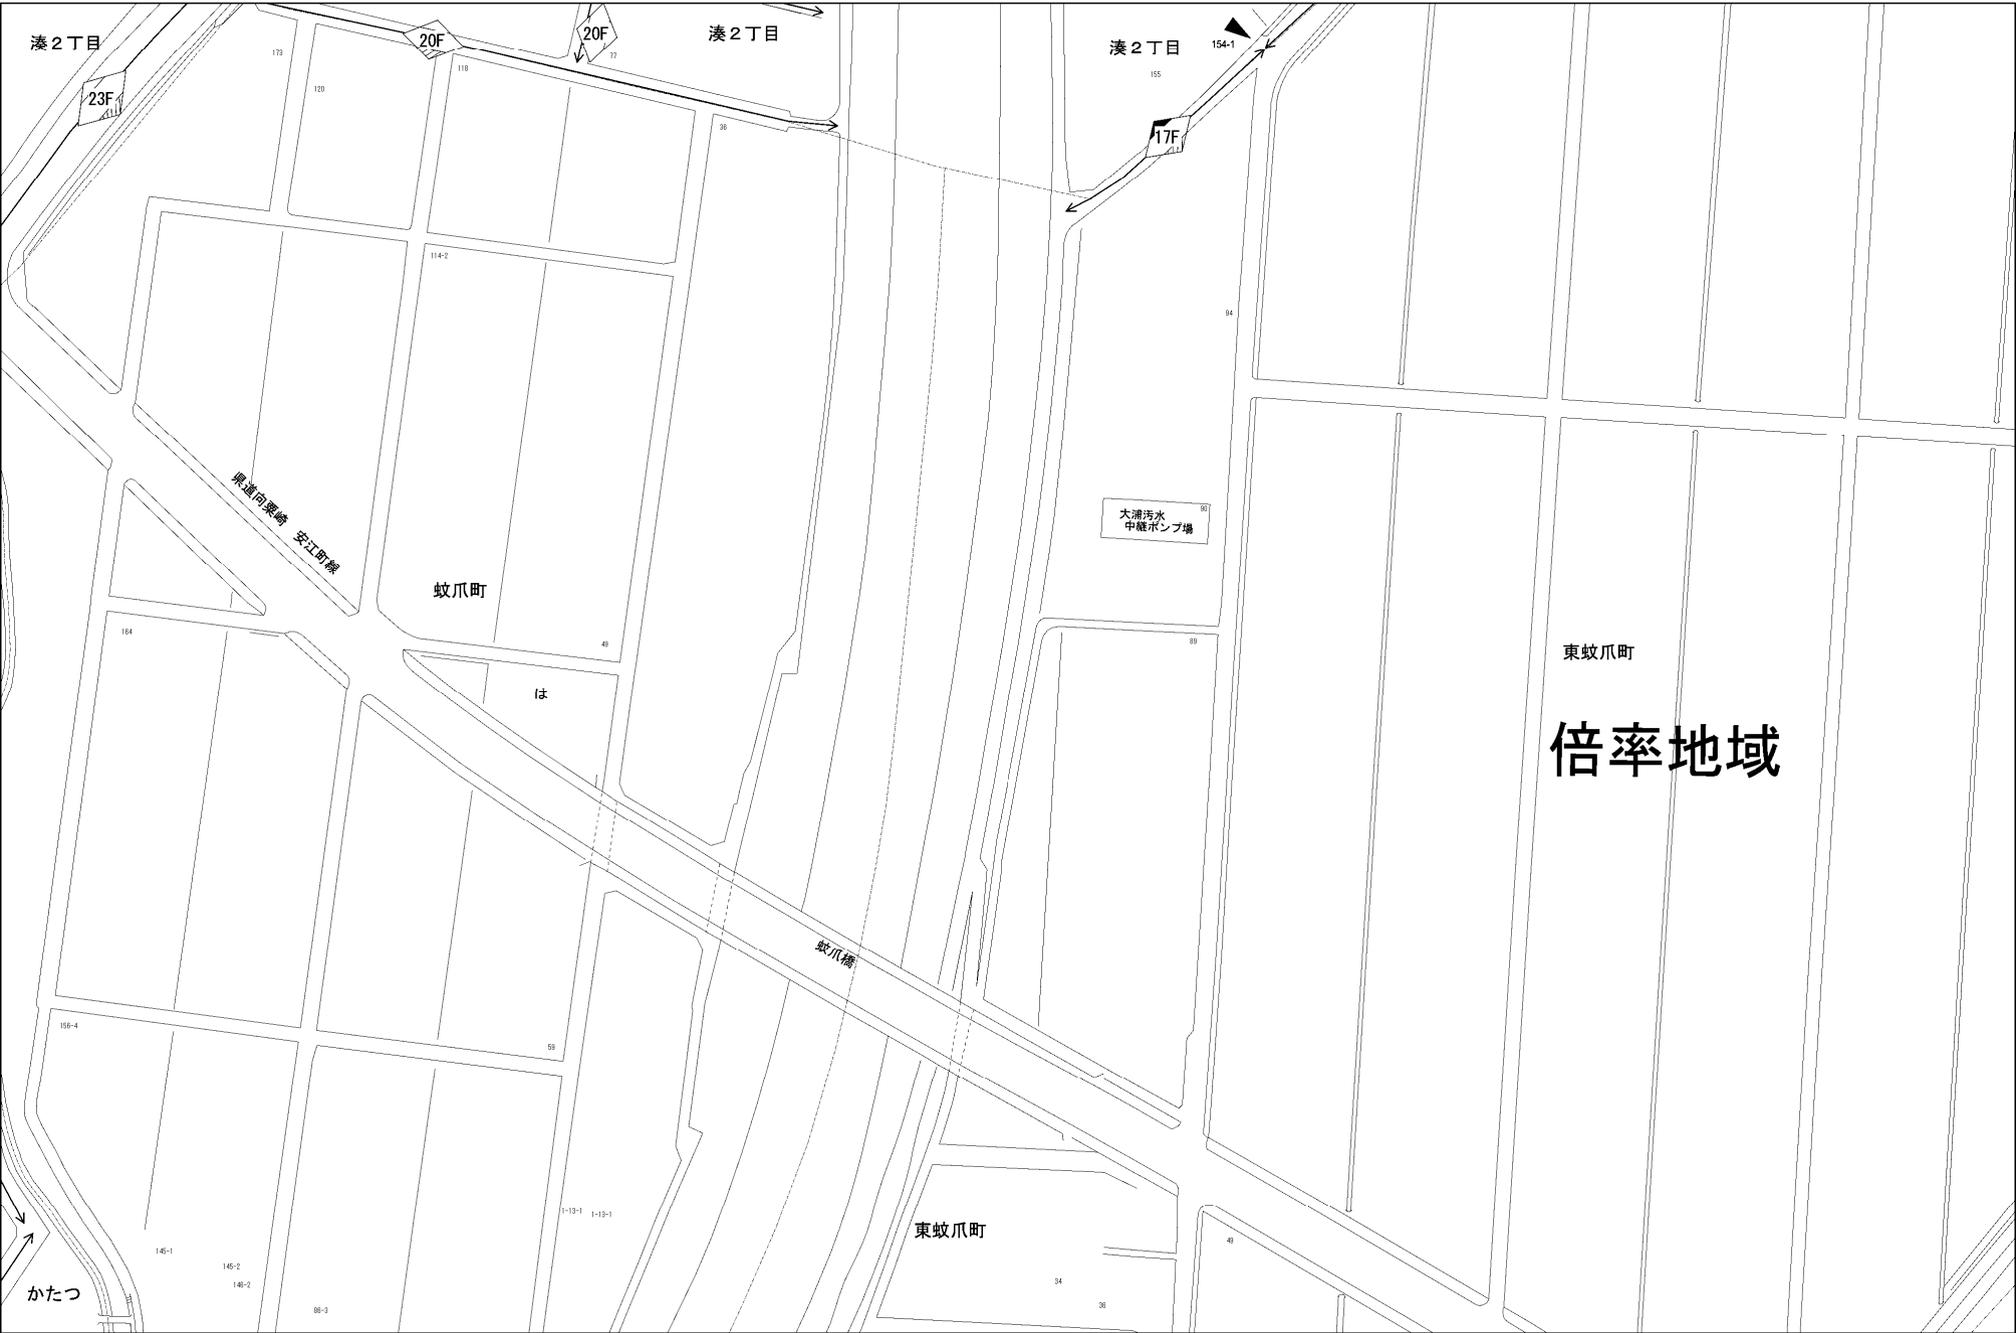 湊2丁目
20F
20F
湊2丁目
湊2丁目
154-1
173
118
77
155
120
23F
36
17F
114-2
94
県道向粟崎 安江町線
90
大浦汚水
中継ポンプ場
蚊爪町
164
49
89
東蚊爪町
は
倍率地域
蚊爪橋
156-4
59
1-13-1
1-13-1
東蚊爪町
49
145-1
145-2
146-2
かたつ
34
36
86-3